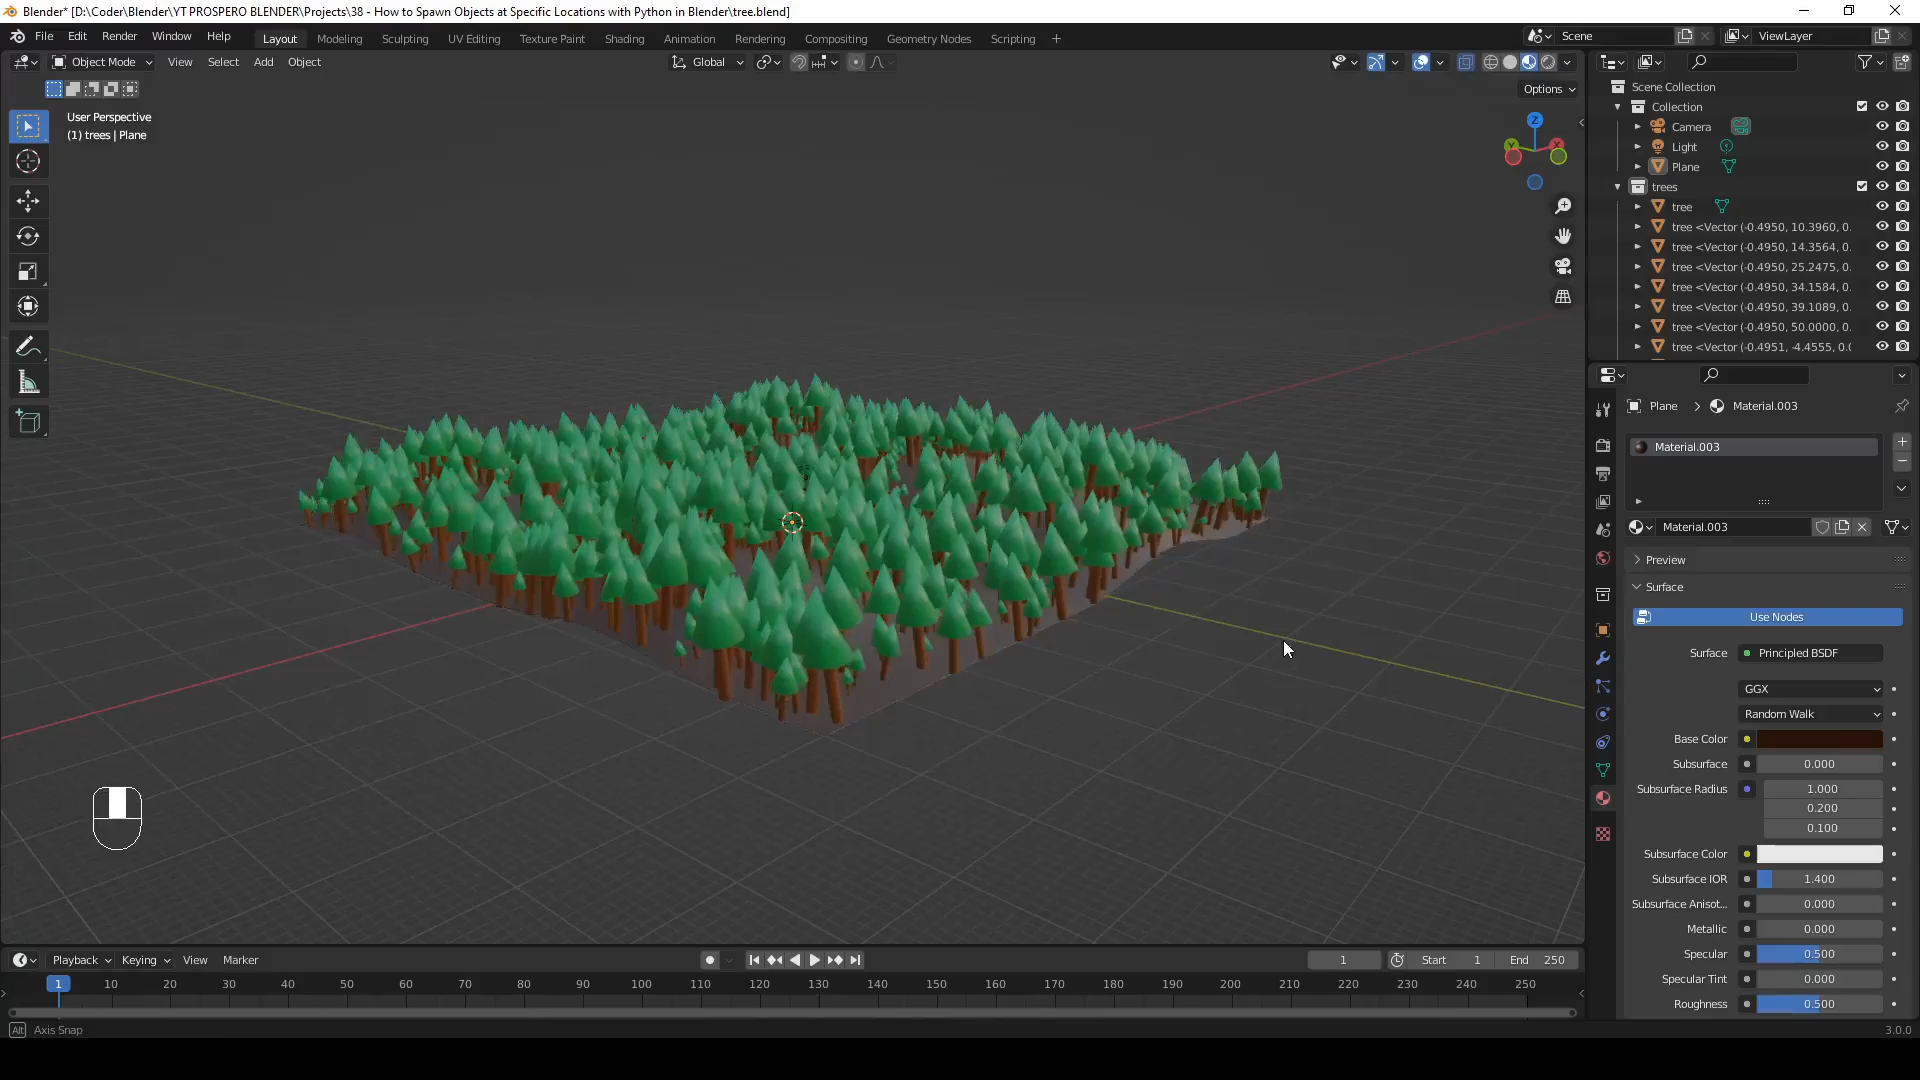 Blender* [D:\Coder\Blender\YT PROSPERO BLENDER\Projects\38 - How to Spawn Objects at Specific Locations with Python in Blender\tree.blend]
File Edit Render Window Help Layout Modeling Sculpting UV Editing Texture Paint Shading Animation Rendering Compositing Geometry Nodes Scripting + Scene ViewLayer
Object Mode View Select Add Object Global
Options
User Perspective
(1) trees | Plane
Z
Y X
Scene Collection
Collection
Camera
Light
Plane
trees
tree
tree <Vector (-0.4950, 10.3960, 0.
tree <Vector (-0.4950, 14.3564, 0.
tree <Vector (-0.4950, 25.2475, 0.
tree <Vector (-0.4950, 34.1584, 0.
tree <Vector (-0.4950, 39.1089, 0.
tree <Vector (-0.4950, 50.0000, 0.
tree <Vector (-0.4951, -4.4555, 0.0
Plane > Material.003
Material.003
Material.003
Preview
Surface
Use Nodes
Surface Principled BSDF
GGX
Random Walk
Base Color
Subsurface 0.000
Subsurface Radius 1.000
0.200
0.100
Subsurface Color
Subsurface IOR 1.400
Subsurface Anisot... 0.000
Metallic 0.000
Specular 0.500
Specular Tint 0.000
Roughness 0.500
Playback Keying View Marker 1 Start 1 End 250
1 10 20 30 40 50 60 70 80 90 100 110 120 130 140 150 160 170 180 190 200 210 220 230 240 250
Alt Axis Snap 3.0.0